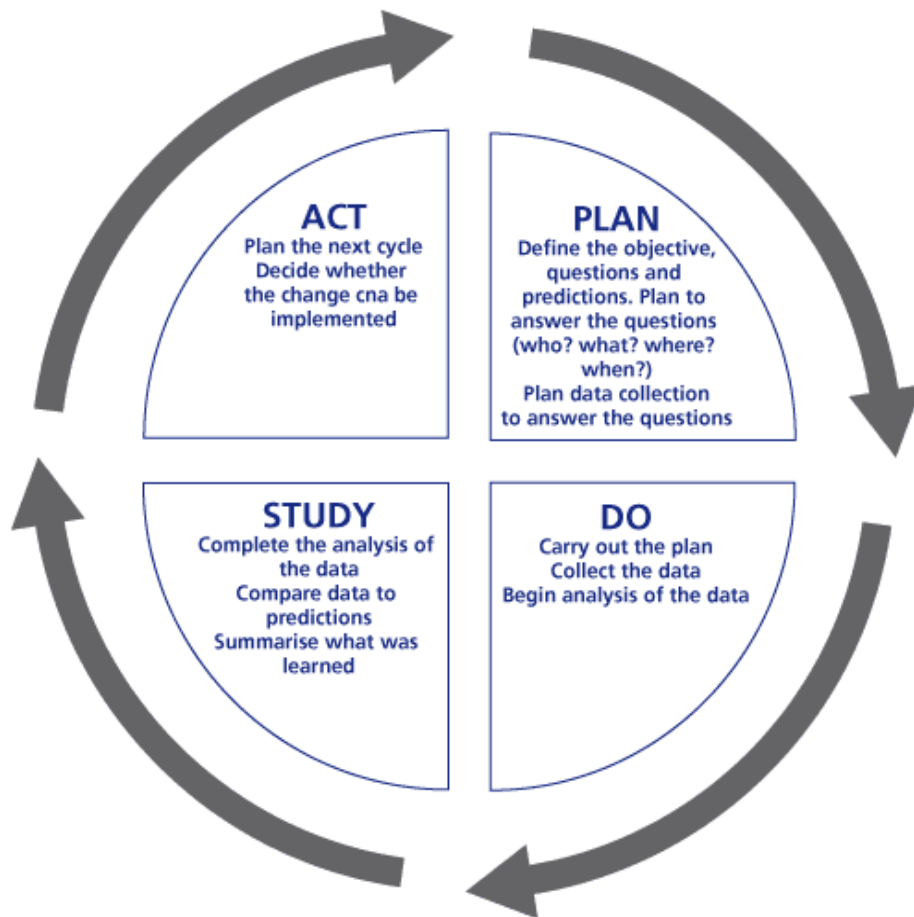 ACT
Plan the next cycle
Decide whether
the change cna be
implemented
PLAN
Define the objective,
questions and
predictions. Plan to
answer the questions
(who? what? where?
when?)
Plan data collection
to answer the questions
STUDY
Complete the analysis of
the data
Compare data to
predictions
Summarise what was
learned
DO
Carry out the plan
Collect the data
Begin analysis of the data